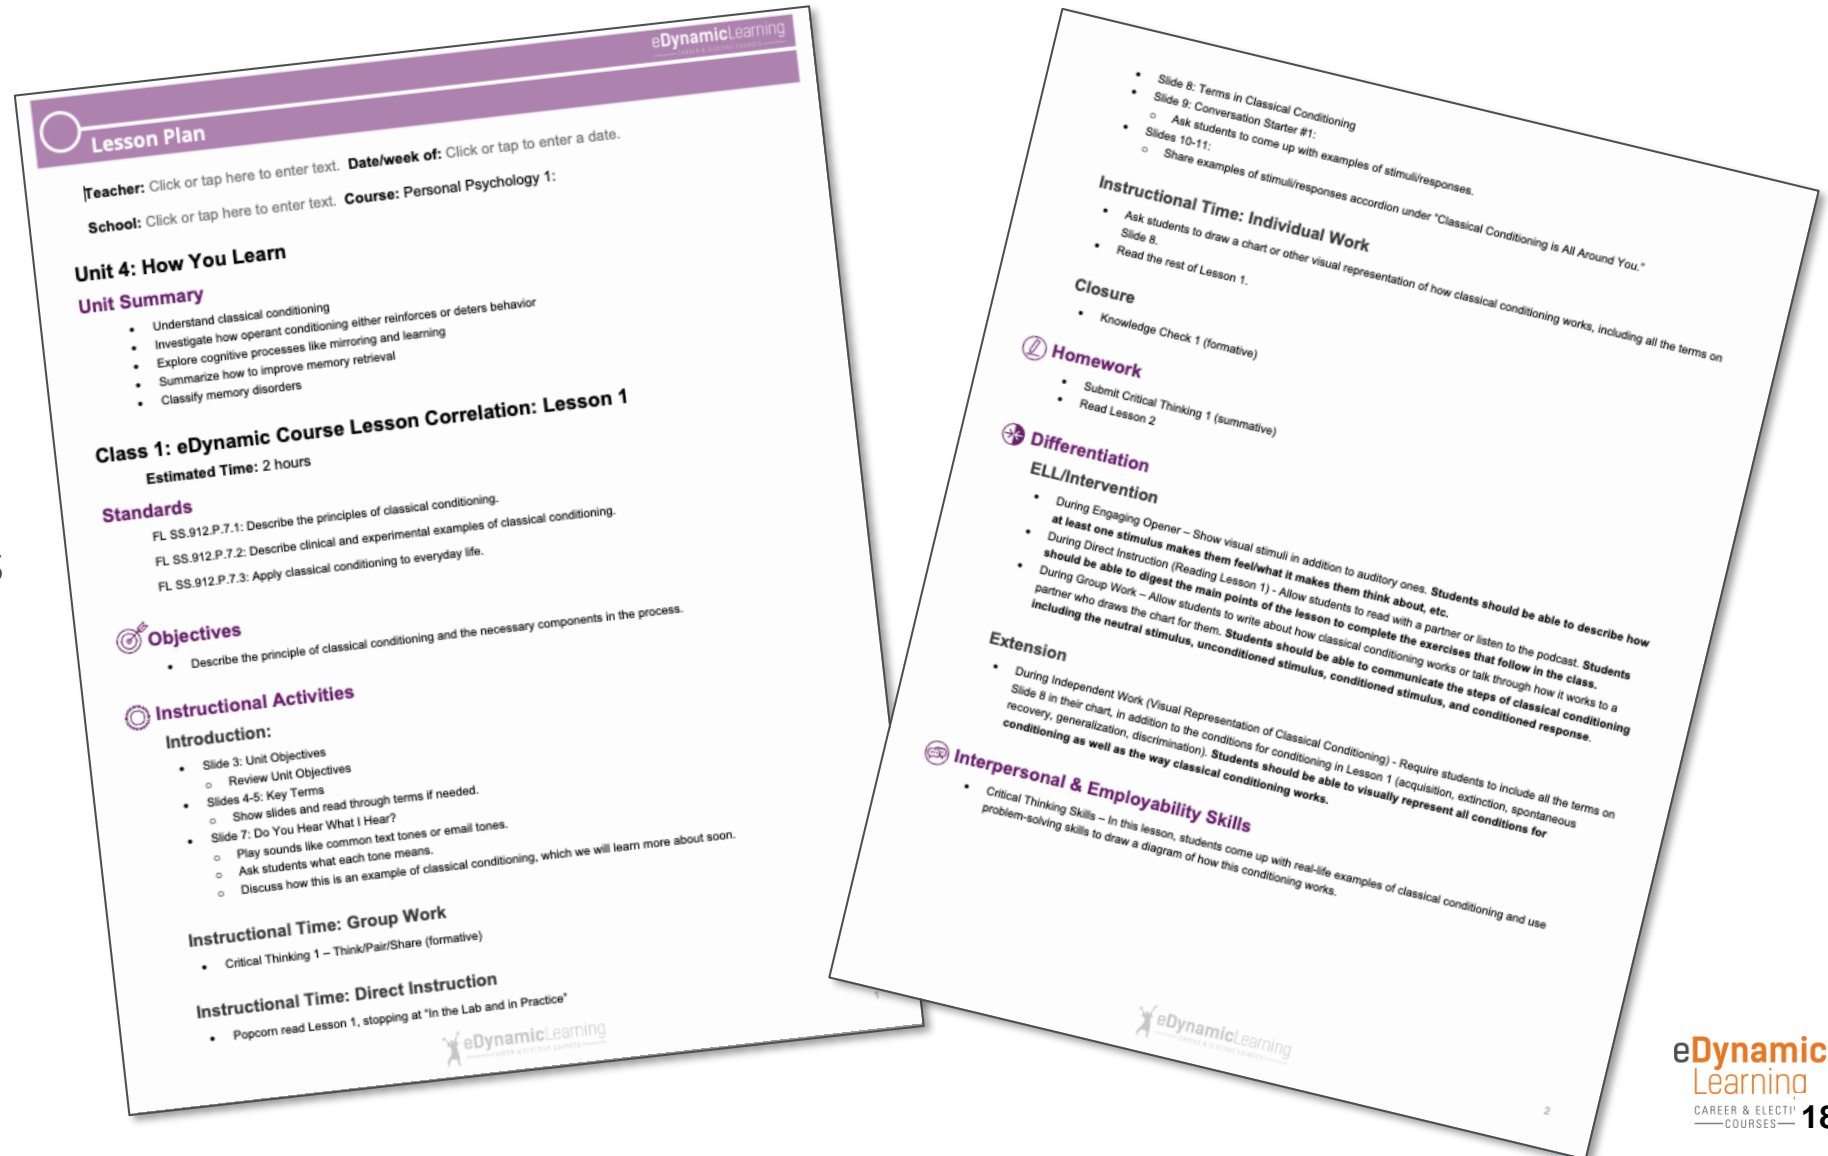 eDynamicLearning
CAREER & ELECTIVE COURSES
Lesson Plan
Teacher: Click or tap here to enter text. Date/week of: Click or tap to enter a date.
School: Click or tap here to enter text. Course: Personal Psychology 1:
Unit 4: How You Learn
Unit Summary
• Understand classical conditioning
• Investigate how operant conditioning either reinforces or deters behavior
• Explore cognitive processes like mirroring and learning
• Summarize how to improve memory retrieval
• Classify memory disorders
Class 1: eDynamic Course Lesson Correlation: Lesson 1
Estimated Time: 2 hours
Standards
FL SS.912.P.7.1: Describe the principles of classical conditioning.
FL SS.912.P.7.2: Describe clinical and experimental examples of classical conditioning.
FL SS.912.P.7.3: Apply classical conditioning to everyday life.
Objectives
• Describe the principle of classical conditioning and the necessary components in the process.
Instructional Activities
Introduction:
• Slide 3: Unit Objectives
o Review Unit Objectives
• Slides 4-5: Key Terms
o Show slides and read through terms if needed.
• Slide 7: Do You Hear What I Hear?
o Play sounds like common text tones or email tones.
o Ask students what each tone means.
o Discuss how this is an example of classical conditioning, which we will learn more about soon.
Instructional Time: Group Work
• Critical Thinking 1 – Think/Pair/Share (formative)
Instructional Time: Direct Instruction
• Popcorn read Lesson 1, stopping at "In the Lab and in Practice"
1
eDynamicLearning
CAREER & ELECTIVE COURSES
• Slide 8: Terms in Classical Conditioning
• Slide 9: Conversation Starter #1:
o Ask students to come up with examples of stimuli/responses.
• Slides 10-11:
o Share examples of stimuli/responses accordion under "Classical Conditioning is All Around You."
Instructional Time: Individual Work
• Ask students to draw a chart or other visual representation of how classical conditioning works, including all the terms on
Slide 8.
• Read the rest of Lesson 1.
Closure
• Knowledge Check 1 (formative)
Homework
• Submit Critical Thinking 1 (summative)
• Read Lesson 2
Differentiation
ELL/Intervention
• During Engaging Opener – Show visual stimuli in addition to auditory ones. Students should be able to describe how
at least one stimulus makes them feel/what it makes them think about, etc.
• During Direct Instruction (Reading Lesson 1) - Allow students to read with a partner or listen to the podcast. Students
should be able to digest the main points of the lesson to complete the exercises that follow in the class.
• During Group Work – Allow students to write about how classical conditioning works or talk through how it works to a
partner who draws the chart for them. Students should be able to communicate the steps of classical conditioning
including the neutral stimulus, unconditioned stimulus, conditioned stimulus, and conditioned response.
Extension
• During Independent Work (Visual Representation of Classical Conditioning) - Require students to include all the terms on
Slide 8 in their chart, in addition to the conditions for conditioning in Lesson 1 (acquisition, extinction, spontaneous
recovery, generalization, discrimination). Students should be able to visually represent all conditions for
conditioning as well as the way classical conditioning works.
Interpersonal & Employability Skills
• Critical Thinking Skills – In this lesson, students come up with real-life examples of classical conditioning and use
problem-solving skills to draw a diagram of how this conditioning works.
eDynamicLearning
CAREER & ELECTIVE COURSES
2
eDynamic
Learning
CAREER & ELECTI
COURSES
18